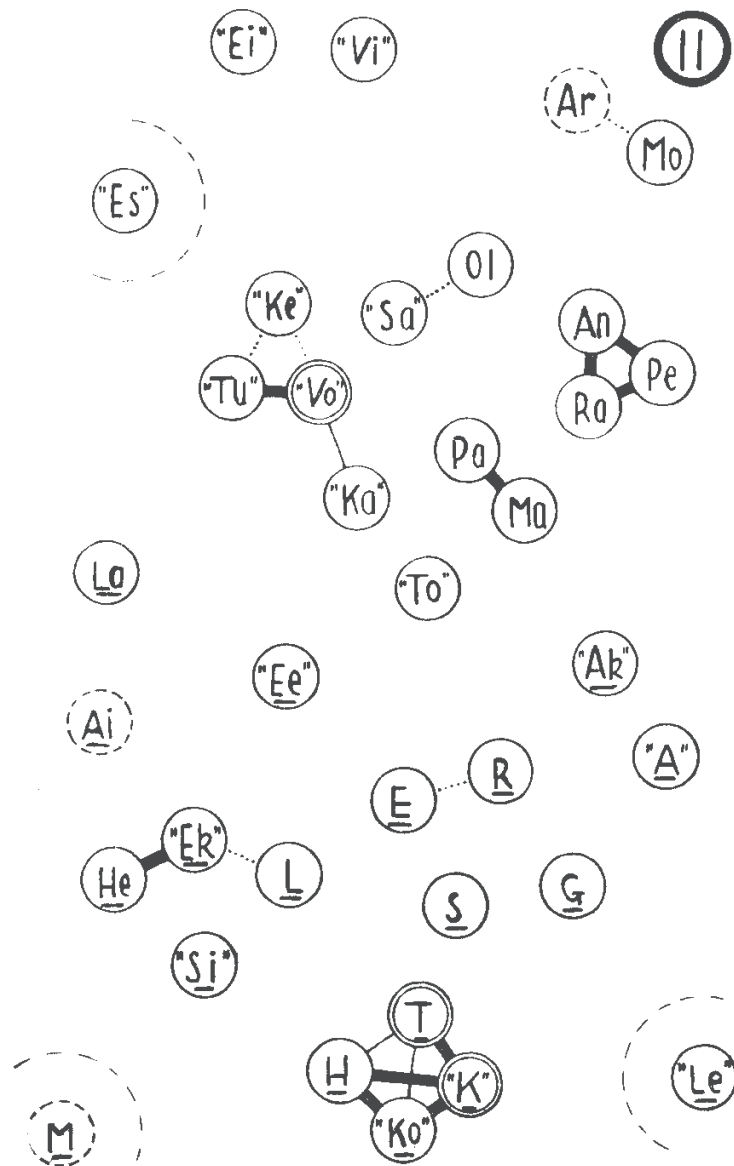 "Ei"
"Vi"
11
Ar
Mo
"Es"
Ol
"Ke"
"Sa"
An
"Tu"
"Vo"
Pe
Ra
Pa
"Ka"
Ma
La
"To"
"Ee"
"Ak"
Ai
"A"
E
R
"Ek"
He
L
S
G
"Si"
T
H
"K"
"Le"
"Ko"
M